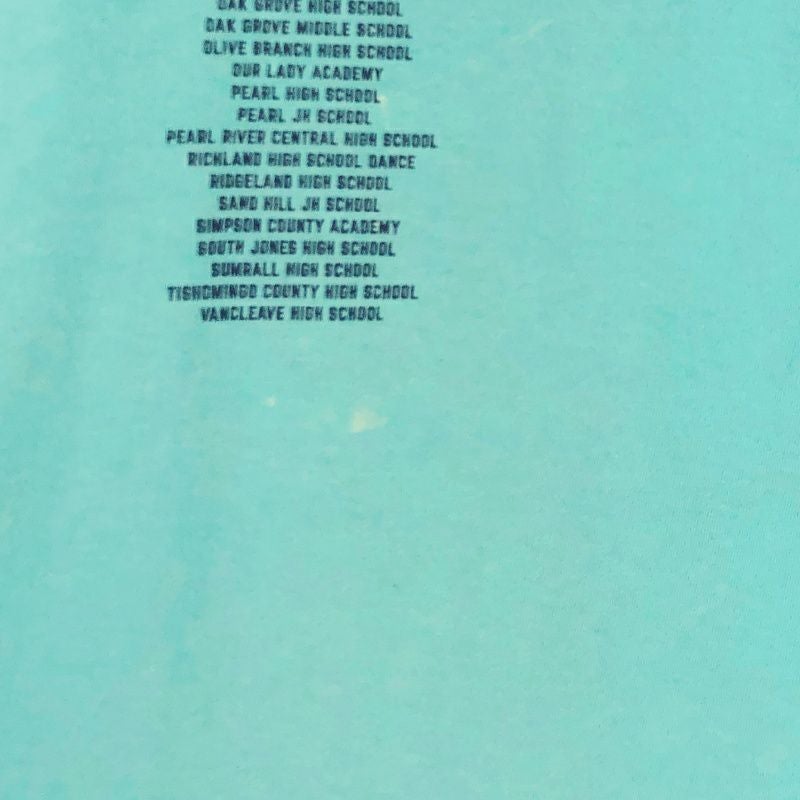 OAK GROVE HIGH SCHOOL
OAK GROVE MIDDLE SCHOOL
OLIVE BRANCH HIGH SCHOOL
OUR LADY ACADEMY
PEARL HIGH SCHOOL
PEARL JR SCHOOL
PEARL RIVER CENTRAL HIGH SCHOOL
RICHLAND HIGH SCHOOL DANCE
RIDGELAND HIGH SCHOOL
SAND HILL JH SCHOOL
SIMPSON COUNTY ACADEMY
SOUTH JONES HIGH SCHOOL
SUMRALL HIGH SCHOOL
TISHOMINGO COUNTY HIGH SCHOOL
VANCLEAVE HIGH SCHOOL